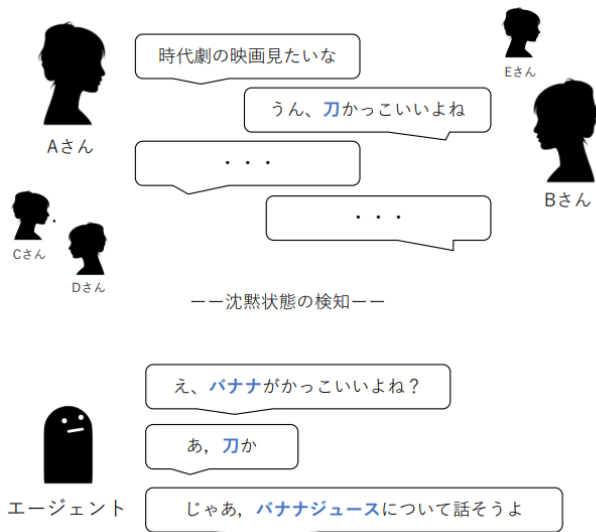 時代劇の映画見たいな
Eさん
うん、刀かっこいいよね
Aさん
・・・
Bさん
・・・
Cさん
Dさん
ーー沈黙状態の検知ーー
え、バナナがかっこいいよね？
あ，刀か
エージェント
じゃあ，バナナジュースについて話そうよ